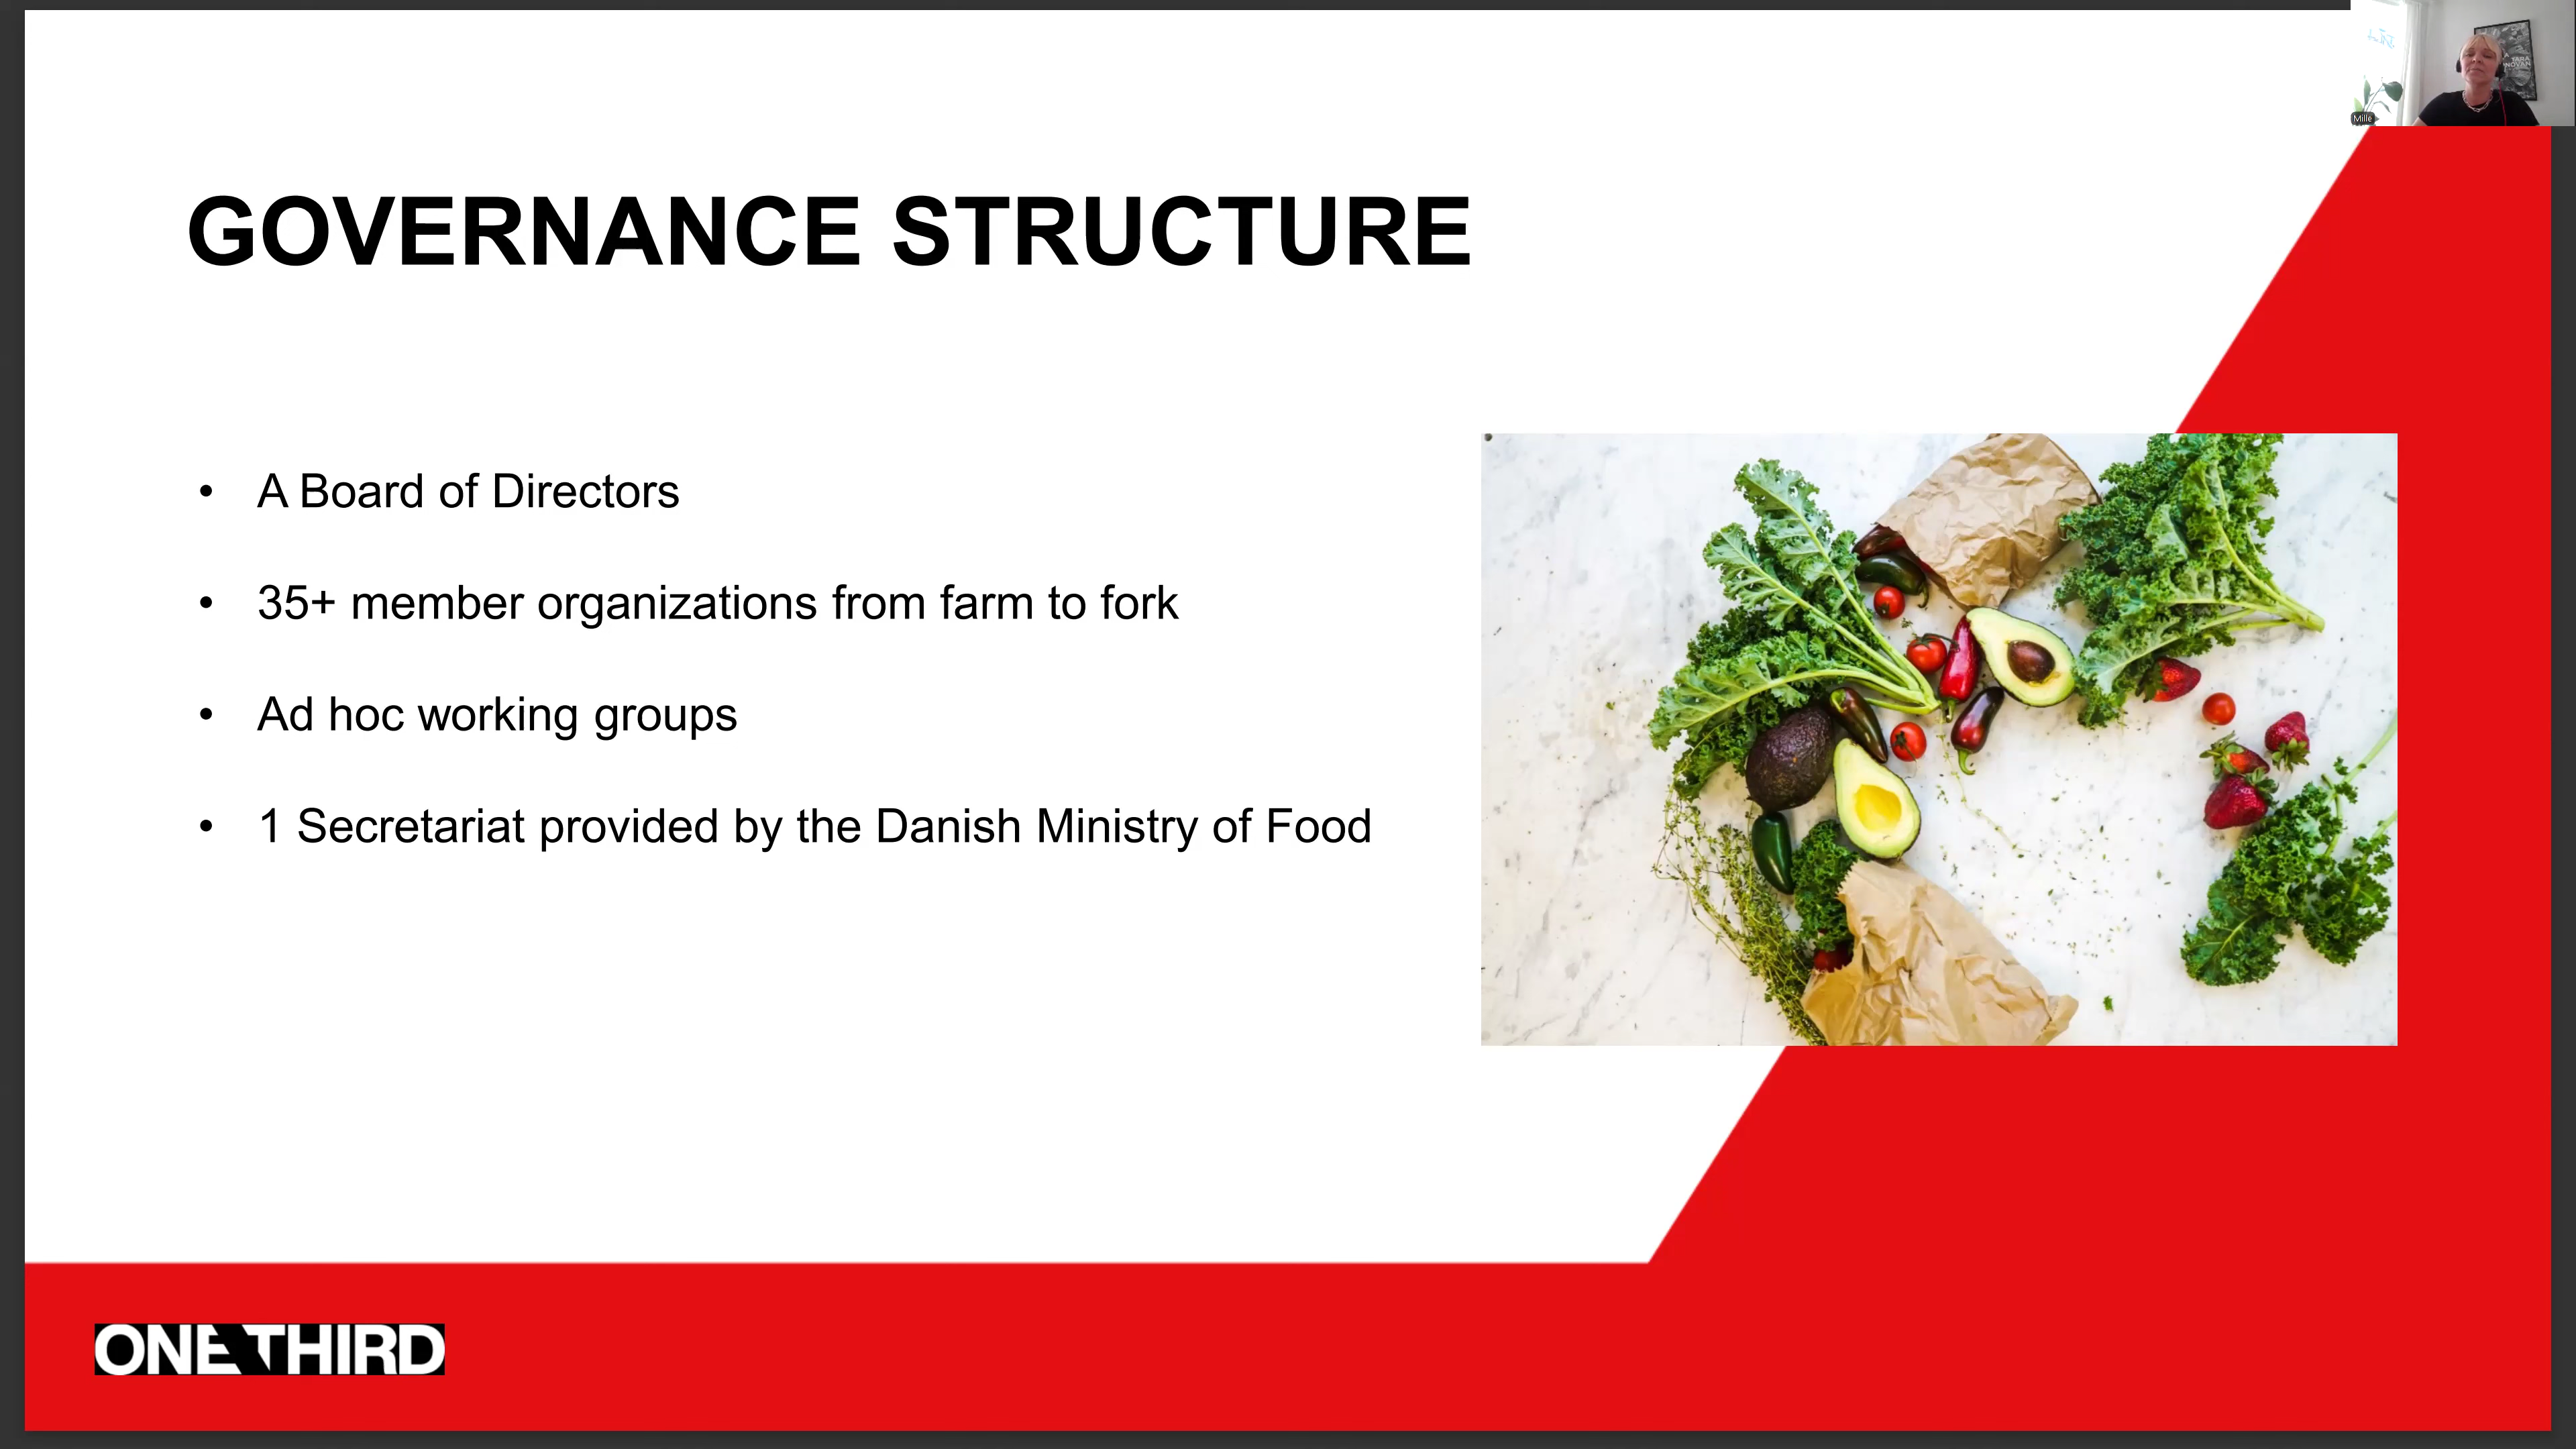 Mille
GOVERNANCE STRUCTURE
• A Board of Directors
• 35+ member organizations from farm to fork
• Ad hoc working groups
• 1 Secretariat provided by the Danish Ministry of Food
ONE THIRD